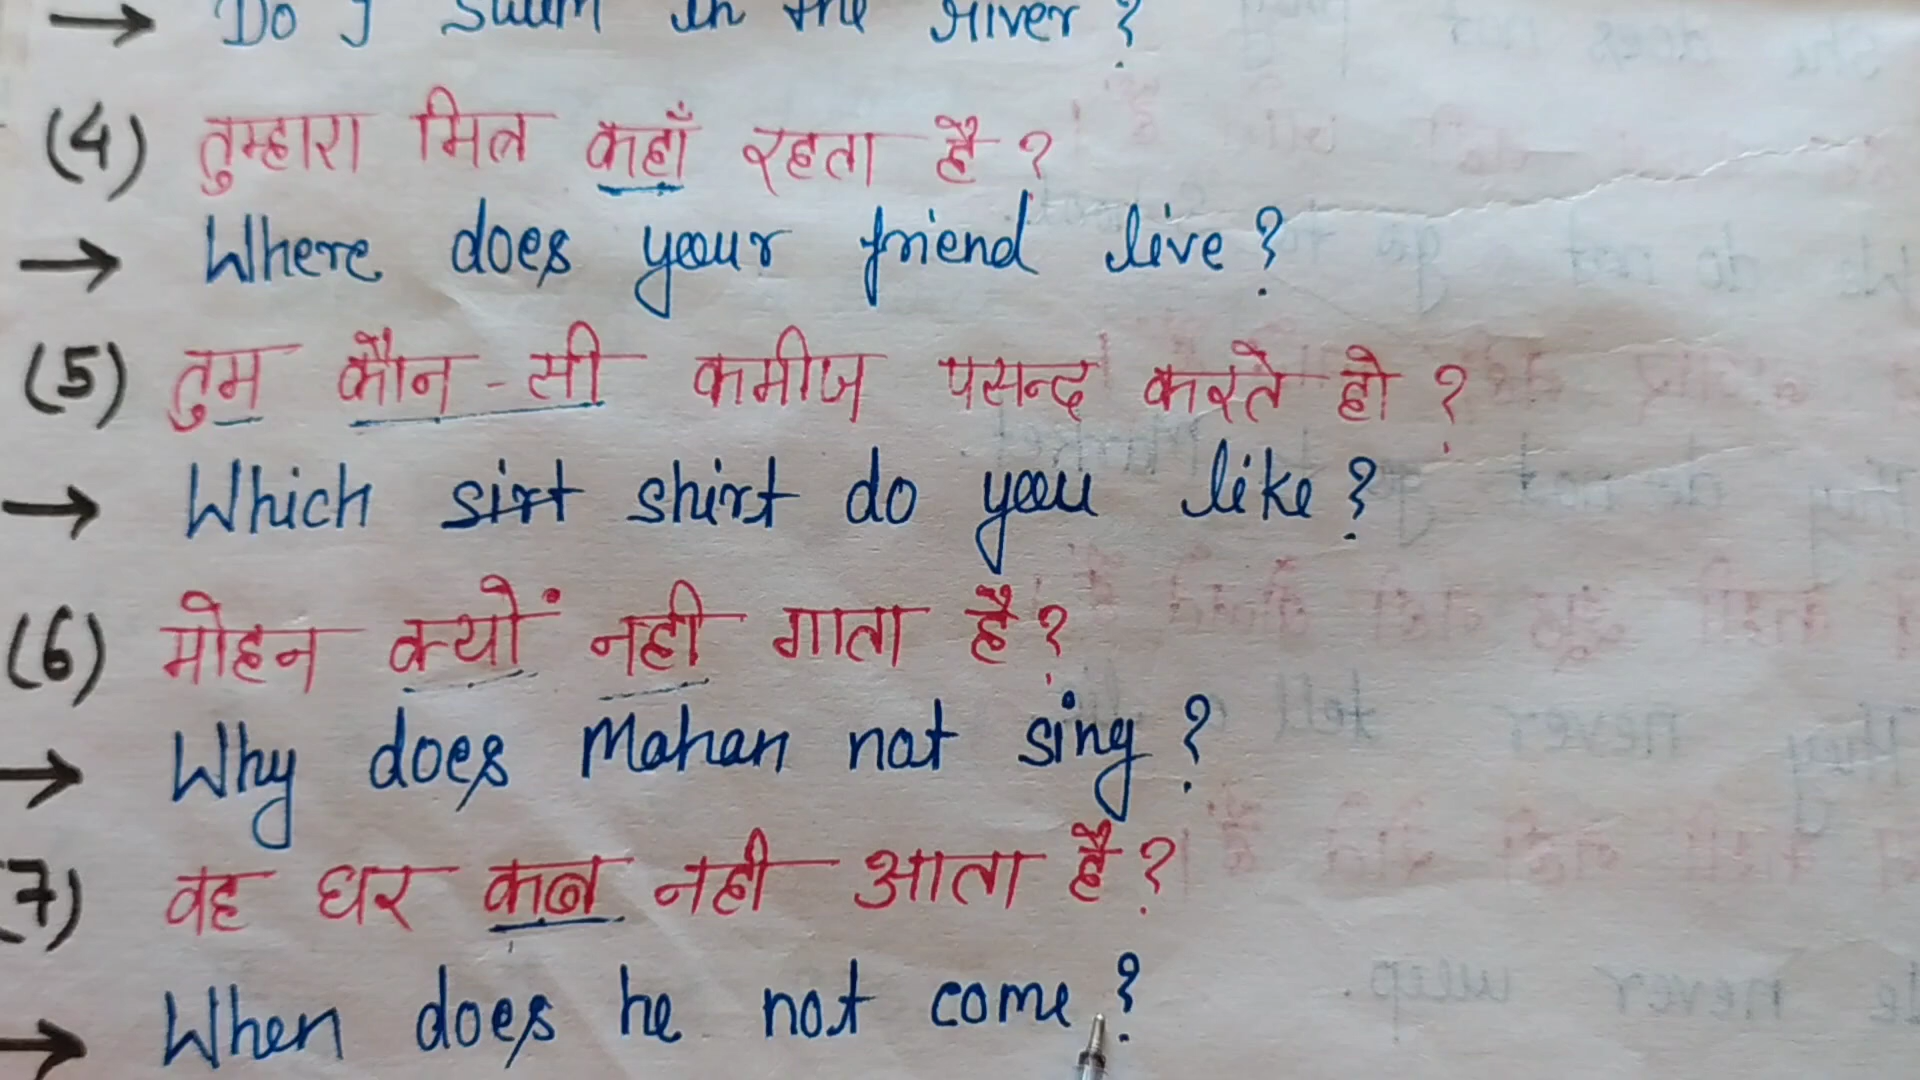 → Do I swim in the river?
(4) तुम्हारा मित्र कहाँ रहता है?
→ Where does your friend live?
(5) तुम कौन-सी कमीज पसन्द करते हो?
→ Which sirt shirt do you like?
(6) मोहन क्यों नही गाता है?
→ Why does Mohan not sing?
(7) वह घर कब नही आता है?
→ When does he not come?